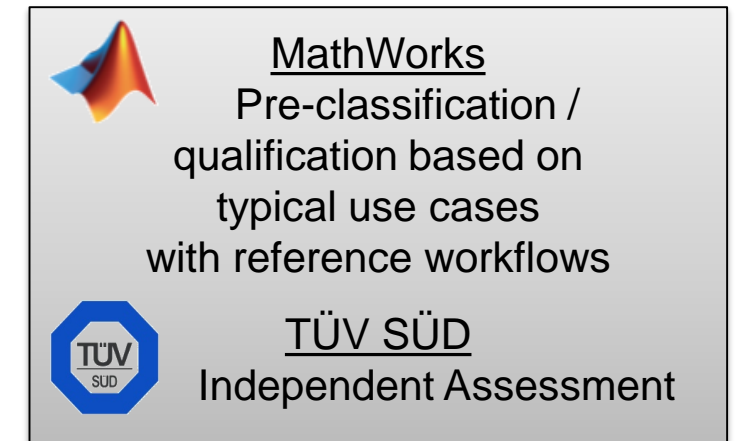 MathWorks
Pre-classification /
qualification based on
typical use cases
with reference workflows
TÜV SÜD
TÜV
SÜD
Independent Assessment